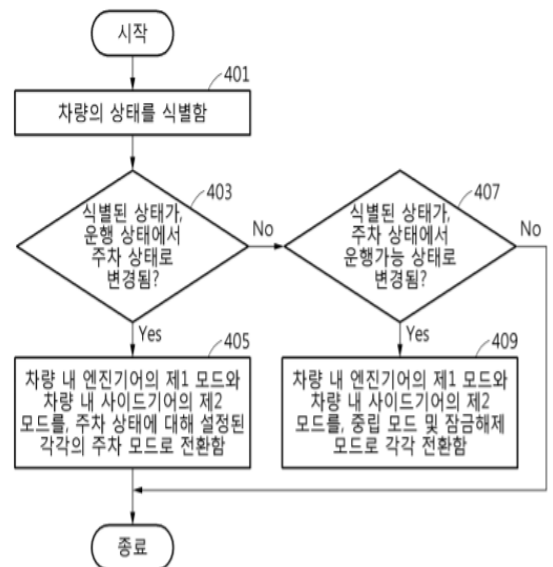 시작
401
차량의 상태를 식별함
403
식별된 상태가,
운행 상태에서
주차 상태로
변경됨?
No
Yes
407
식별된 상태가,
주차 상태에서
운행가능 상태로
변경됨?
No
Yes
405
차량 내 엔진기어의 제1 모드와
차량 내 사이드기어의 제2
모드를, 주차 상태에 대해 설정된
각각의 주차 모드로 전환함
409
차량 내 엔진기어의 제1 모드와
차량 내 사이드기어의 제2
모드를, 중립 모드 및 잠금해제
모드로 각각 전환함
종료